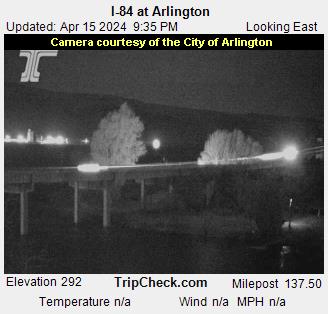 I-84 at Arlington
Updated: Apr 15 2024 9:35 PM Looking East
Camera courtesy of the City of Arlington
Elevation 292 TripCheck.com Milepost 137.50
Temperature n/a Wind n/a MPH n/a